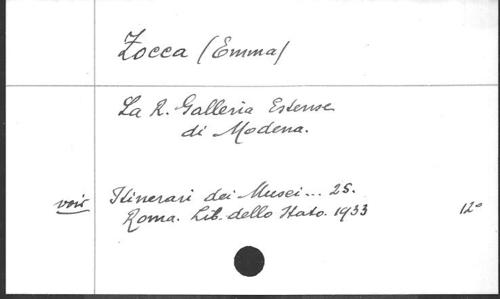 Zocca (Emma)
La R. Galleria Estense
di Modena.
voir Itinerari dei Musei... 25.
Roma. Lib. dello Stato. 1933 12°